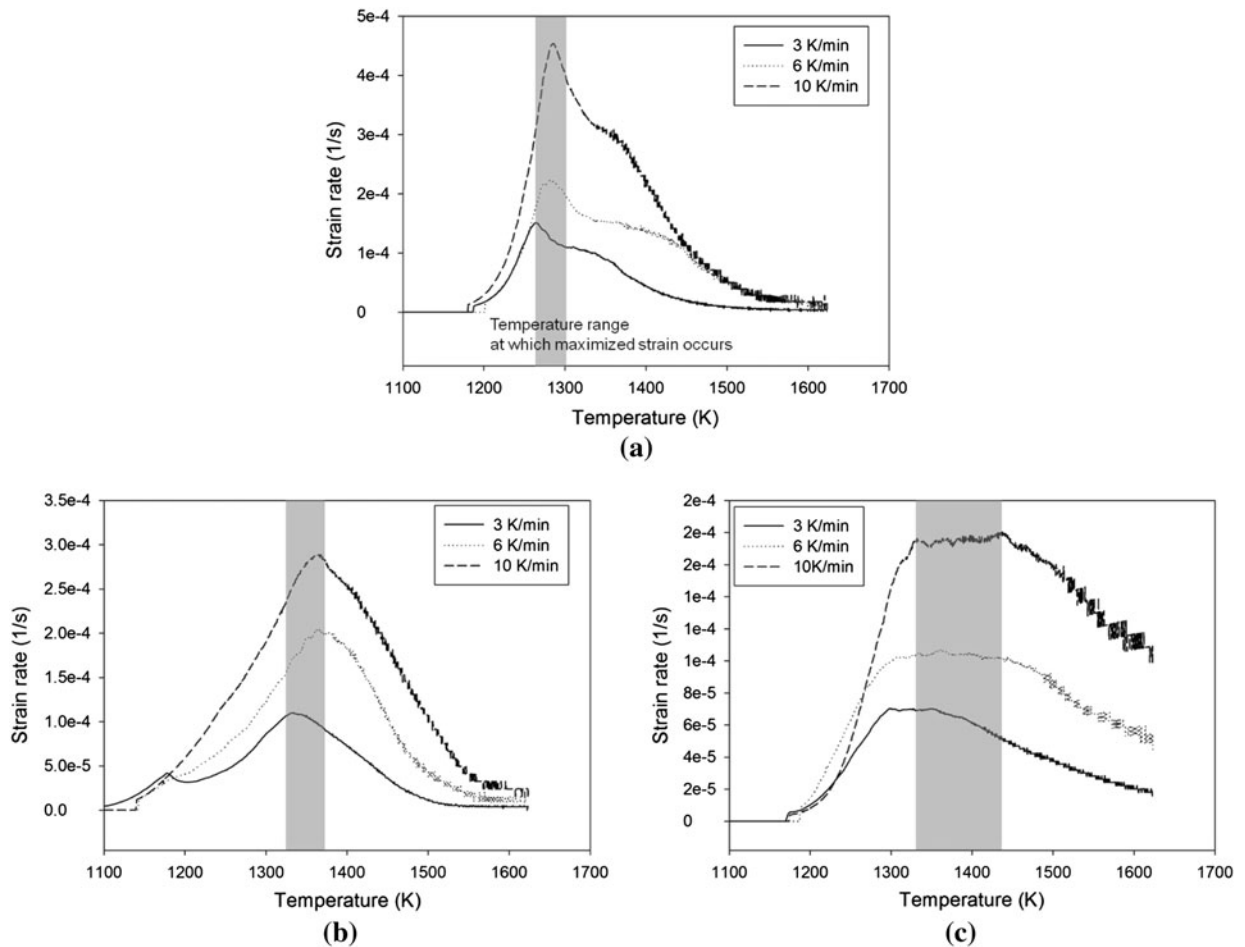 5e-4
4e-4
3e-4
2e-4
1e-4
0
Strain rate (1/s)
3 K/min
6 K/min
10 K/min
Temperature range
at which maximized strain occurs
1100 1200 1300 1400 1500 1600 1700
Temperature (K)
(a)
3.5e-4
3.0e-4
2.5e-4
2.0e-4
1.5e-4
1.0e-4
5.0e-5
0.0
Strain rate (1/s)
3 K/min
6 K/min
10 K/min
1100 1200 1300 1400 1500 1600 1700
Temperature (K)
(b)
2e-4
2e-4
2e-4
1e-4
1e-4
1e-4
8e-5
6e-5
4e-5
2e-5
0
Strain rate (1/s)
3 K/min
6 K/min
10K/min
1100 1200 1300 1400 1500 1600 1700
Temperature (K)
(c)